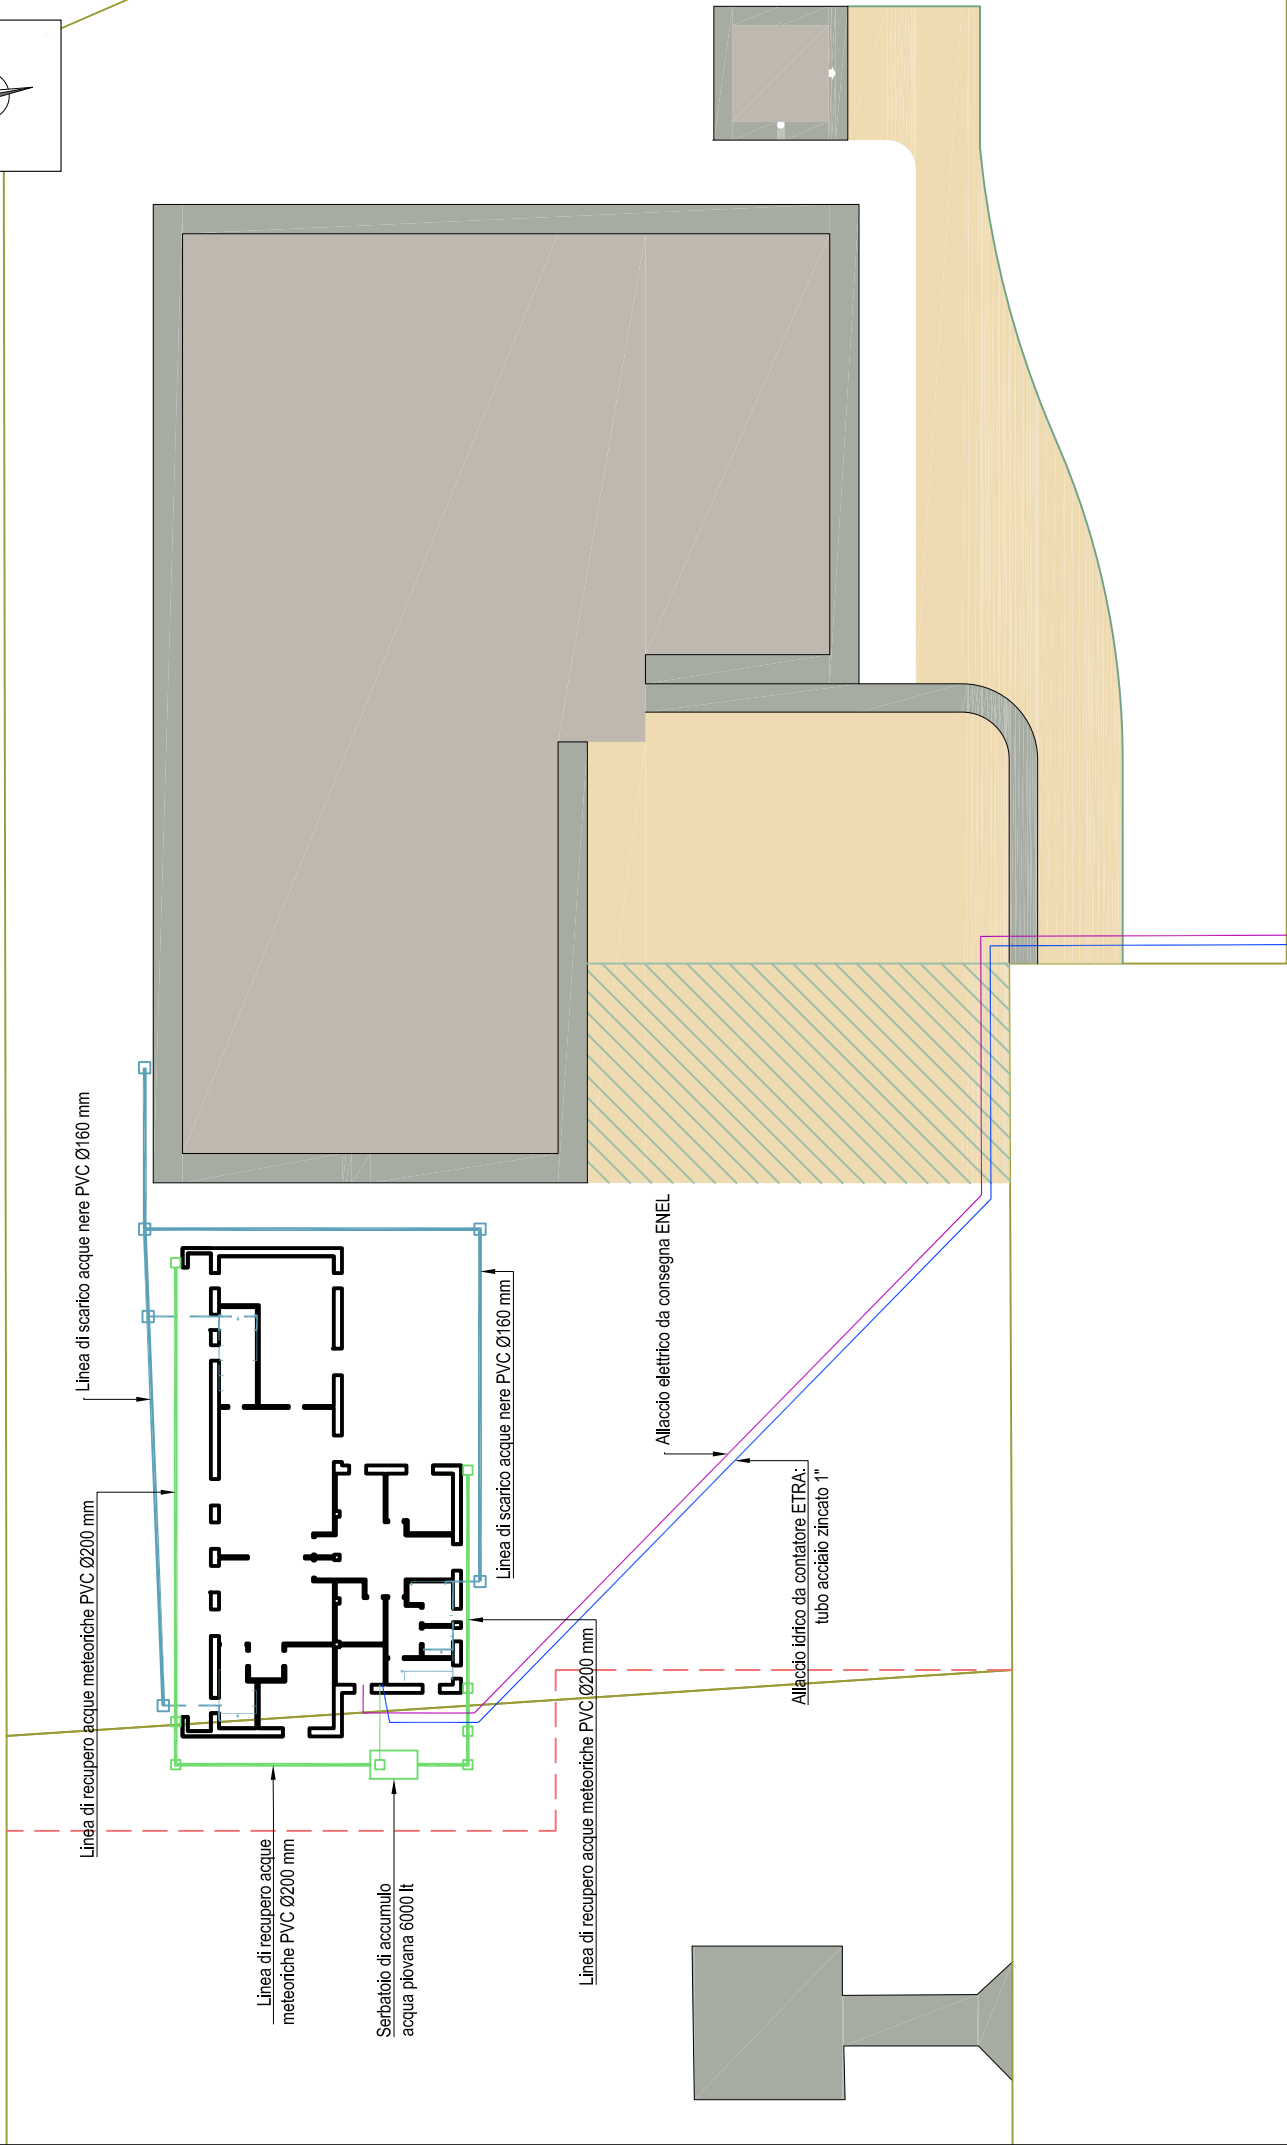 Linea di recupero acque meteoriche PVC Ø200 mm
Linea di scarico acque nere PVC Ø160 mm
Linea di recupero acque
meteoriche PVC Ø200 mm
Serbatoio di accumulo
acqua piovana 6000 lt
Linea di scarico acque nere PVC Ø160 mm
Linea di recupero acque meteoriche PVC Ø200 mm
Allaccio elettrico da consegna ENEL
Allaccio idrico da contatore ETRA:
tubo acciaio zincato 1"